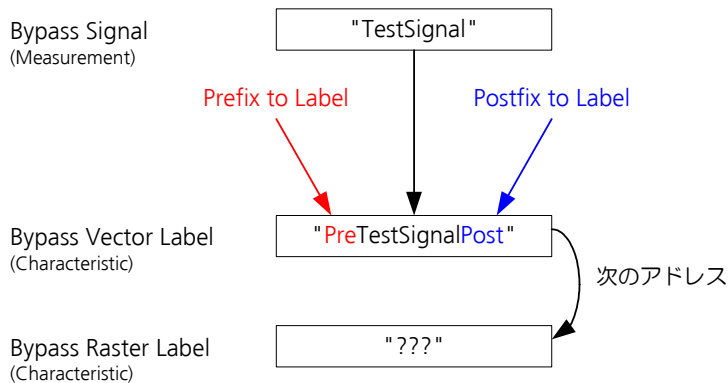 Bypass Signal
(Measurement)
"TestSignal"
Prefix to Label
Postfix to Label
Bypass Vector Label
(Characteristic)
"PreTestSignalPost"
次のアドレス
Bypass Raster Label
(Characteristic)
"???"